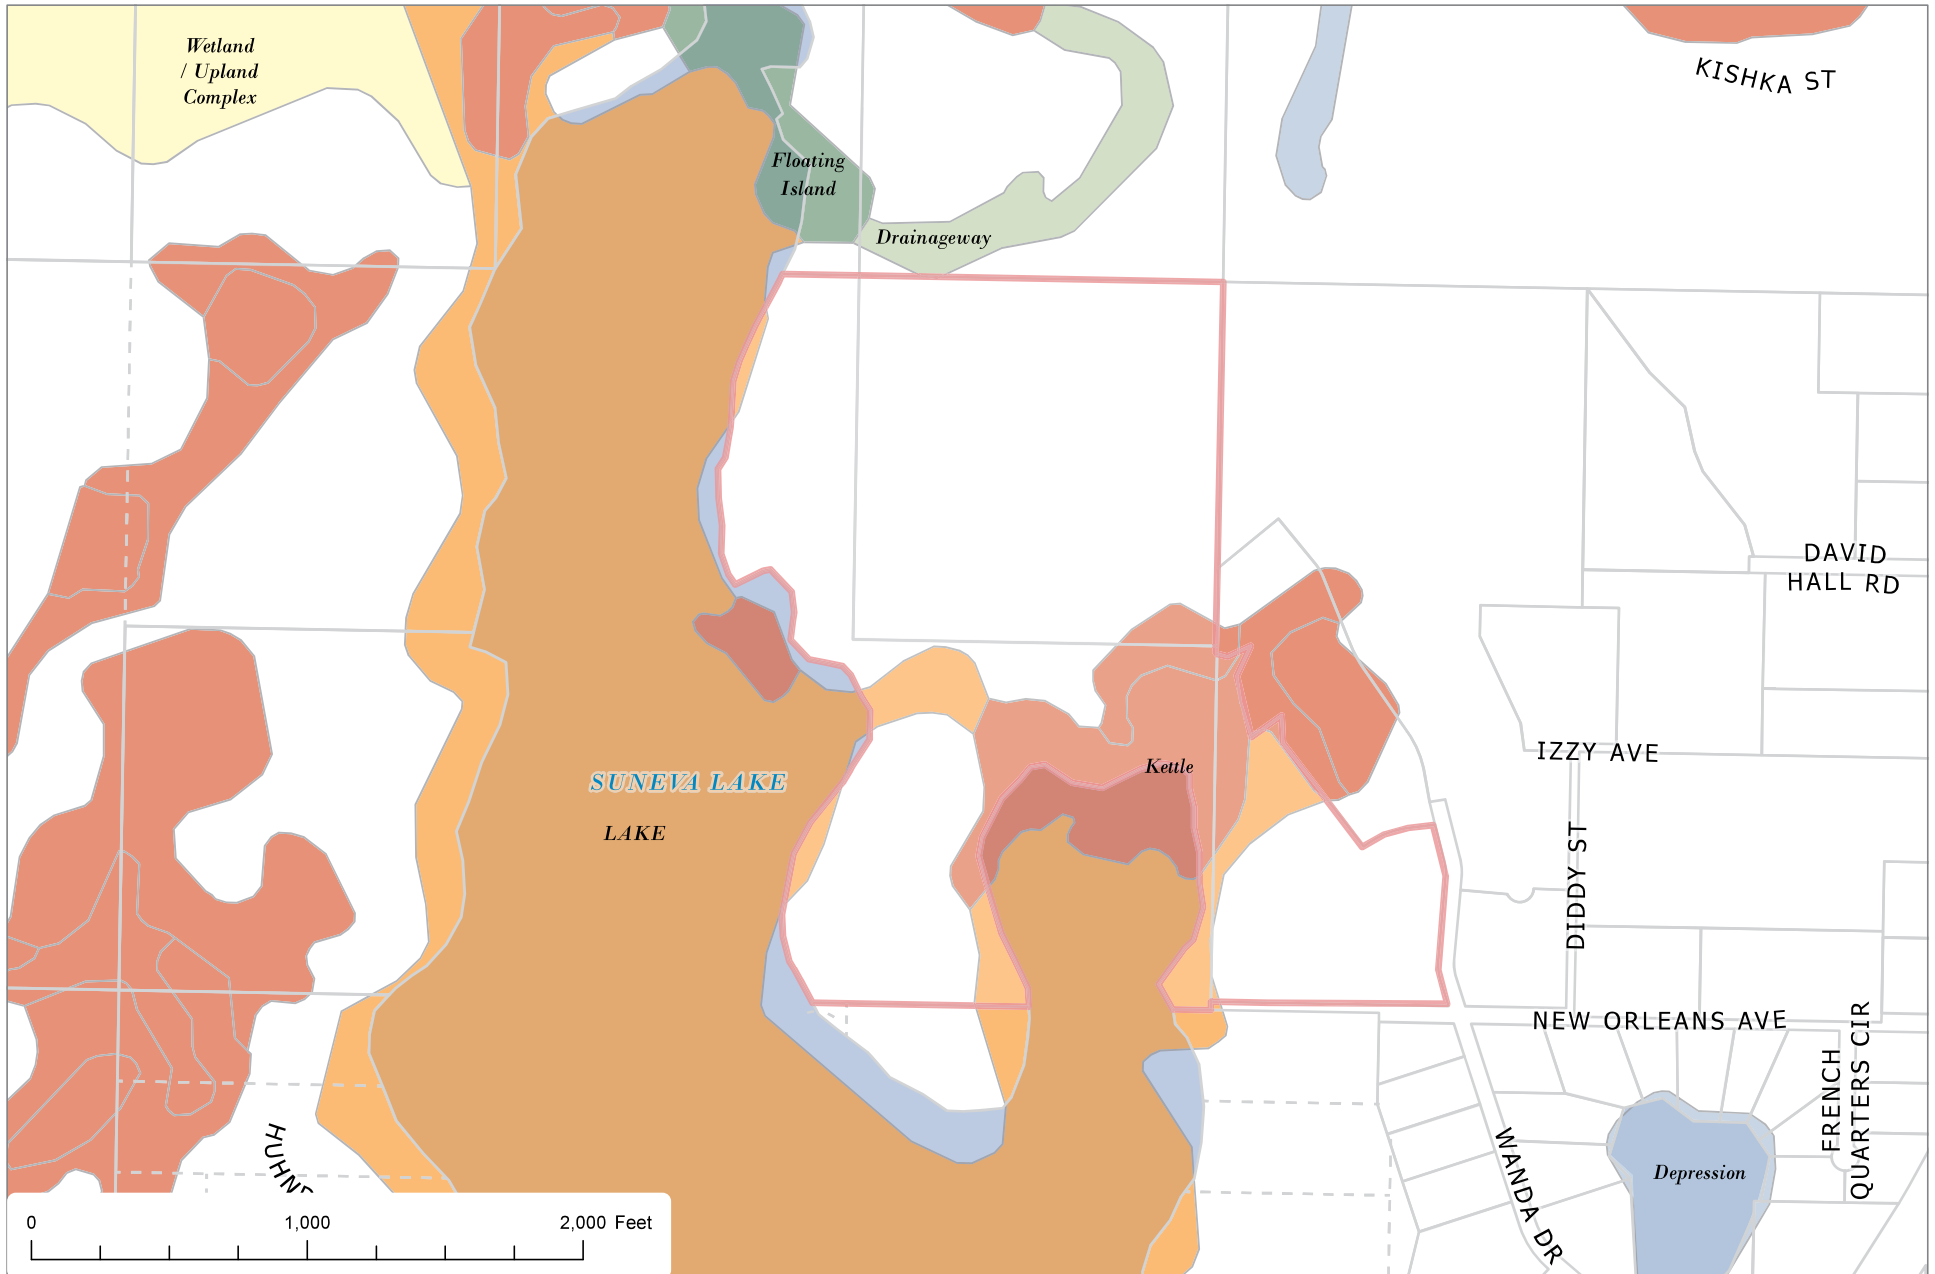 Wetland
/ Upland
Complex
KISHKA ST
Floating
Island
Drainageway
DAVID
HALL RD
IZZY AVE
Kettle
SUNEVA LAKE
LAKE
DIDDY ST
NEW ORLEANS AVE
FRENCH
QUARTERS CIR
WANDA DR
Depression
0 1,000 2,000 Feet